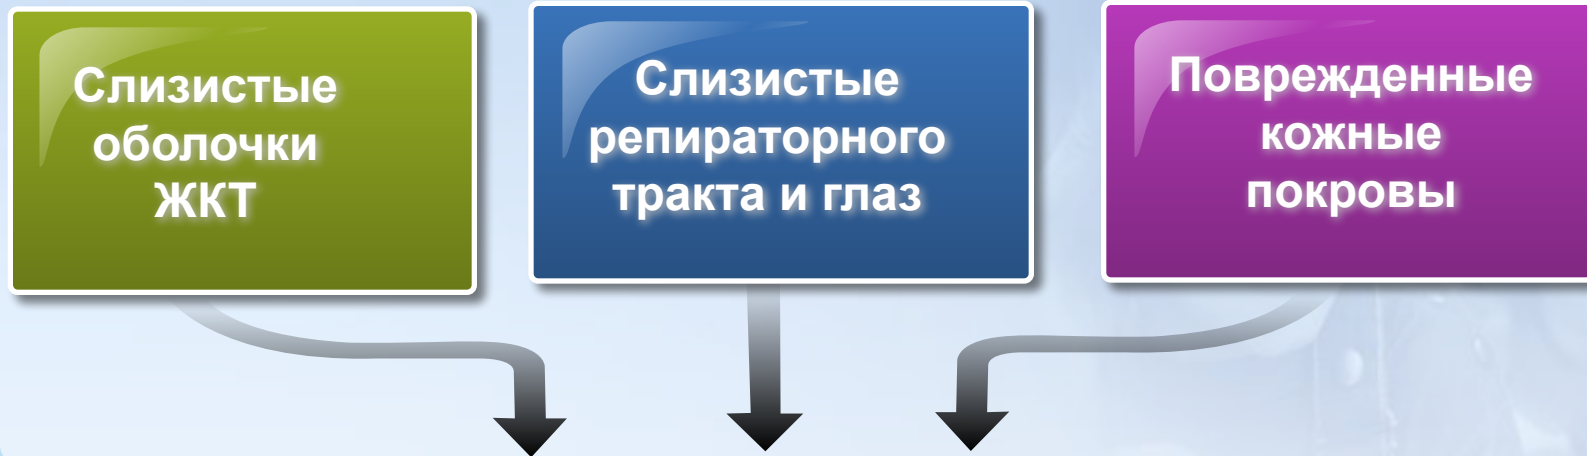 Слизистые
оболочки
ЖКТ
Слизистые
репираторного
тракта и глаз
Поврежденные
кожные
покровы